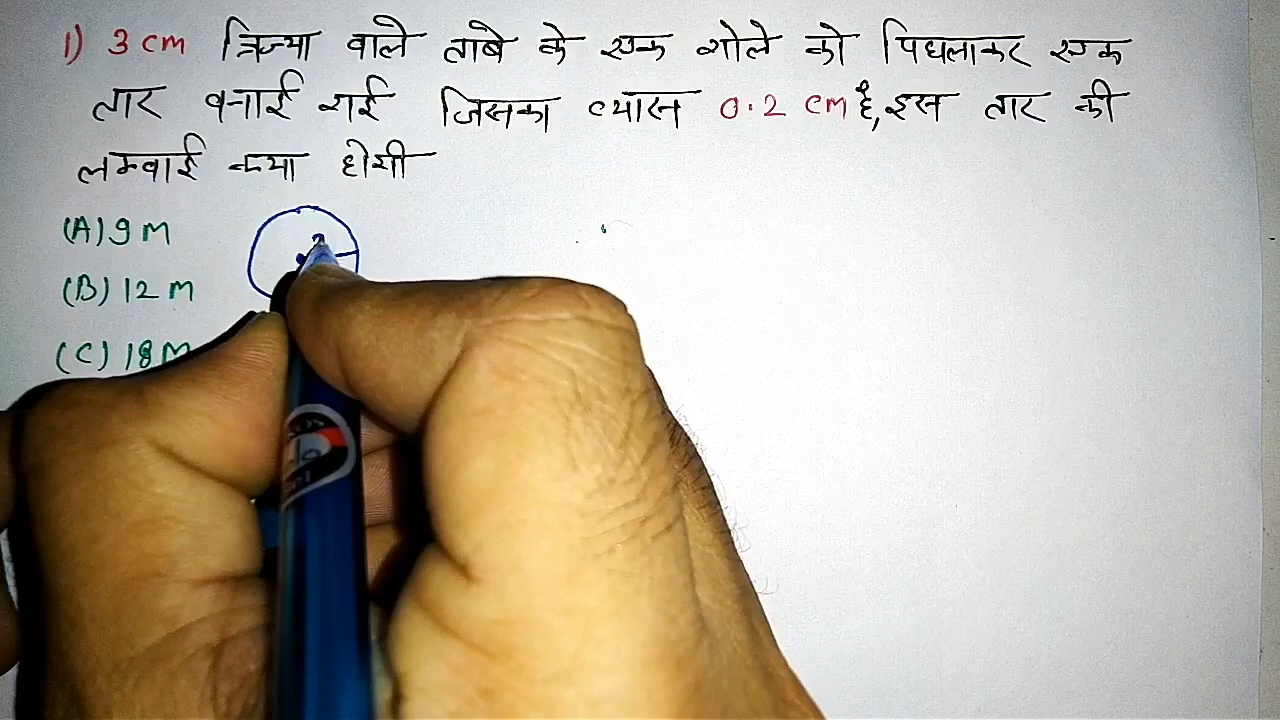 1) 3 cm त्रिज्या वाले तांबे के एक गोले को पिघलाकर एक
तार बनाई गई जिसका व्यास 0.2 cm है, इस तार की
लम्बाई क्या होगी
(A) 9 M
(B) 12 M
(C) 18 M